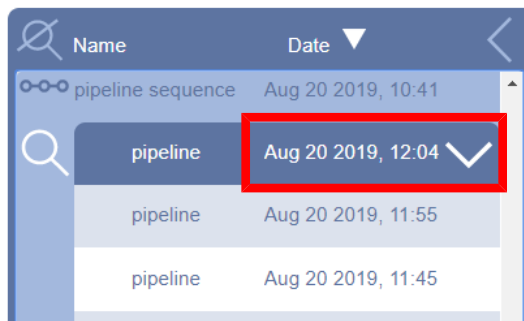 Name Date
pipeline sequence Aug 20 2019, 10:41
pipeline Aug 20 2019, 12:04
pipeline Aug 20 2019, 11:55
pipeline Aug 20 2019, 11:45